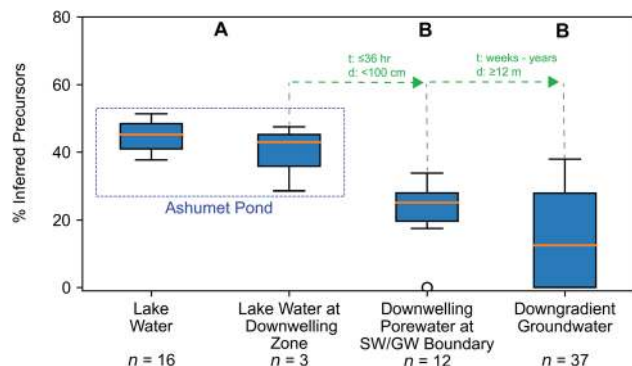 80
60
40
20
0
% Inferred Precursors
A
B
B
t: ≤36 hr
d: <100 cm
t: weeks - years
d: ≥12 m
Ashumet Pond
Lake
Water
n = 16
Lake Water at
Downwelling
Zone
n = 3
Downwelling
Porewater at
SW/GW Boundary
n = 12
Downgradient
Groundwater
n = 37